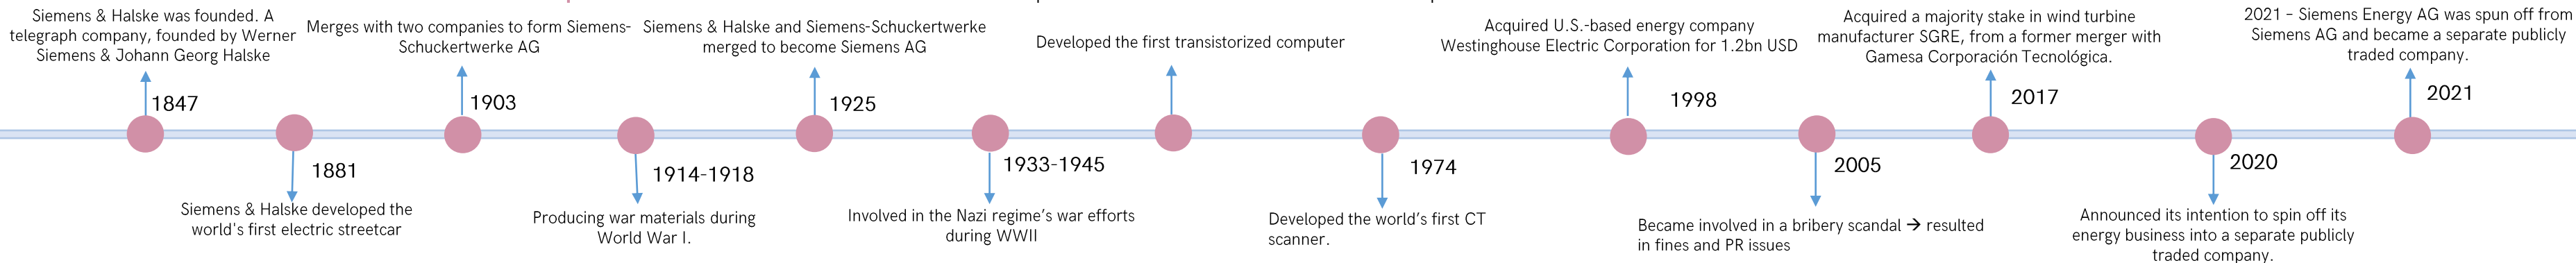 Siemens & Halske was founded. A
telegraph company, founded by Werner
Siemens & Johann Georg Halske
1847
1881
Siemens & Halske developed the
world's first electric streetcar
Merges with two companies to form Siemens-
Schuckertwerke AG
1903
1914-1918
Producing war materials during
World War I.
Siemens & Halske and Siemens-Schuckertwerke
merged to become Siemens AG
1925
1933-1945
Involved in the Nazi regime’s war efforts
during WWII
Developed the first transistorized computer
1974
Developed the world’s first CT
scanner.
Acquired U.S.-based energy company
Westinghouse Electric Corporation for 1.2bn USD
1998
2005
Became involved in a bribery scandal → resulted
in fines and PR issues
Acquired a majority stake in wind turbine
manufacturer SGRE, from a former merger with
Gamesa Corporación Tecnológica.
2017
2020
Announced its intention to spin off its
energy business into a separate publicly
traded company.
2021 – Siemens Energy AG was spun off from
Siemens AG and became a separate publicly
traded company.
2021